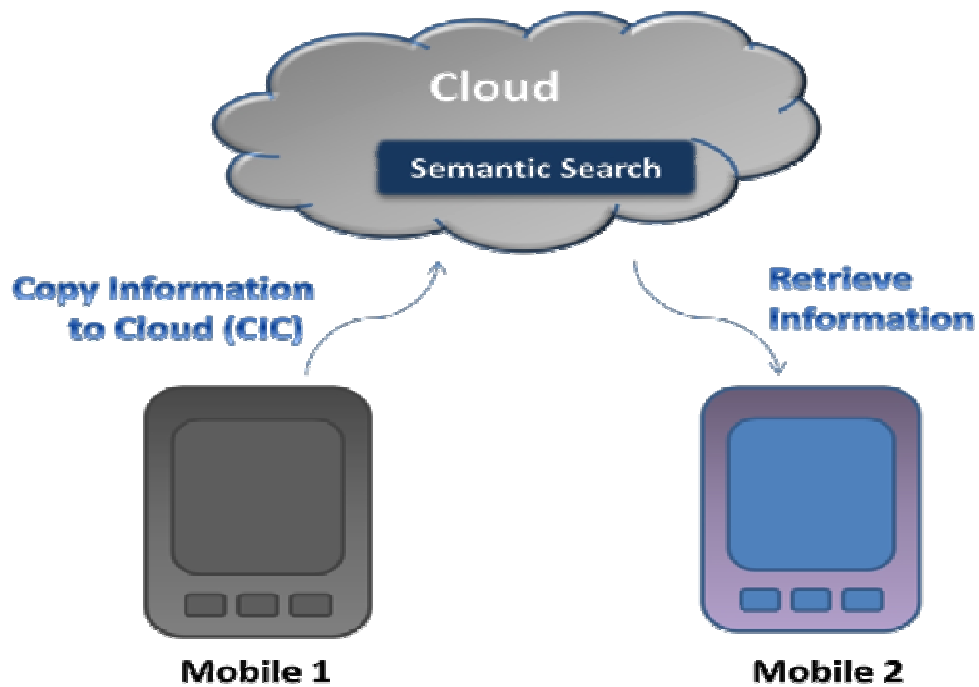 Cloud
Semantic Search
Copy Information
to Cloud (CIC)
Retrieve
Information
Mobile 1
Mobile 2